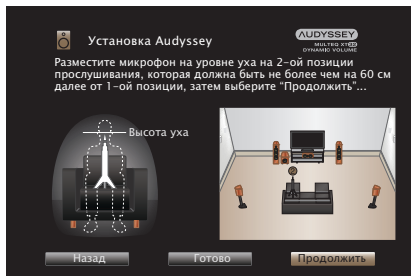 Установка Audyssey
AUDYSSEY
MULTEQ XT32
DYNAMIC VOLUME
Разместите микрофон на уровне уха на 2-ой позиции
прослушивания, которая должна быть не более чем на 60 см
далее от 1-ой позиции, затем выберите “Продолжить”...
Высота уха
Назад
Готово
Продолжить